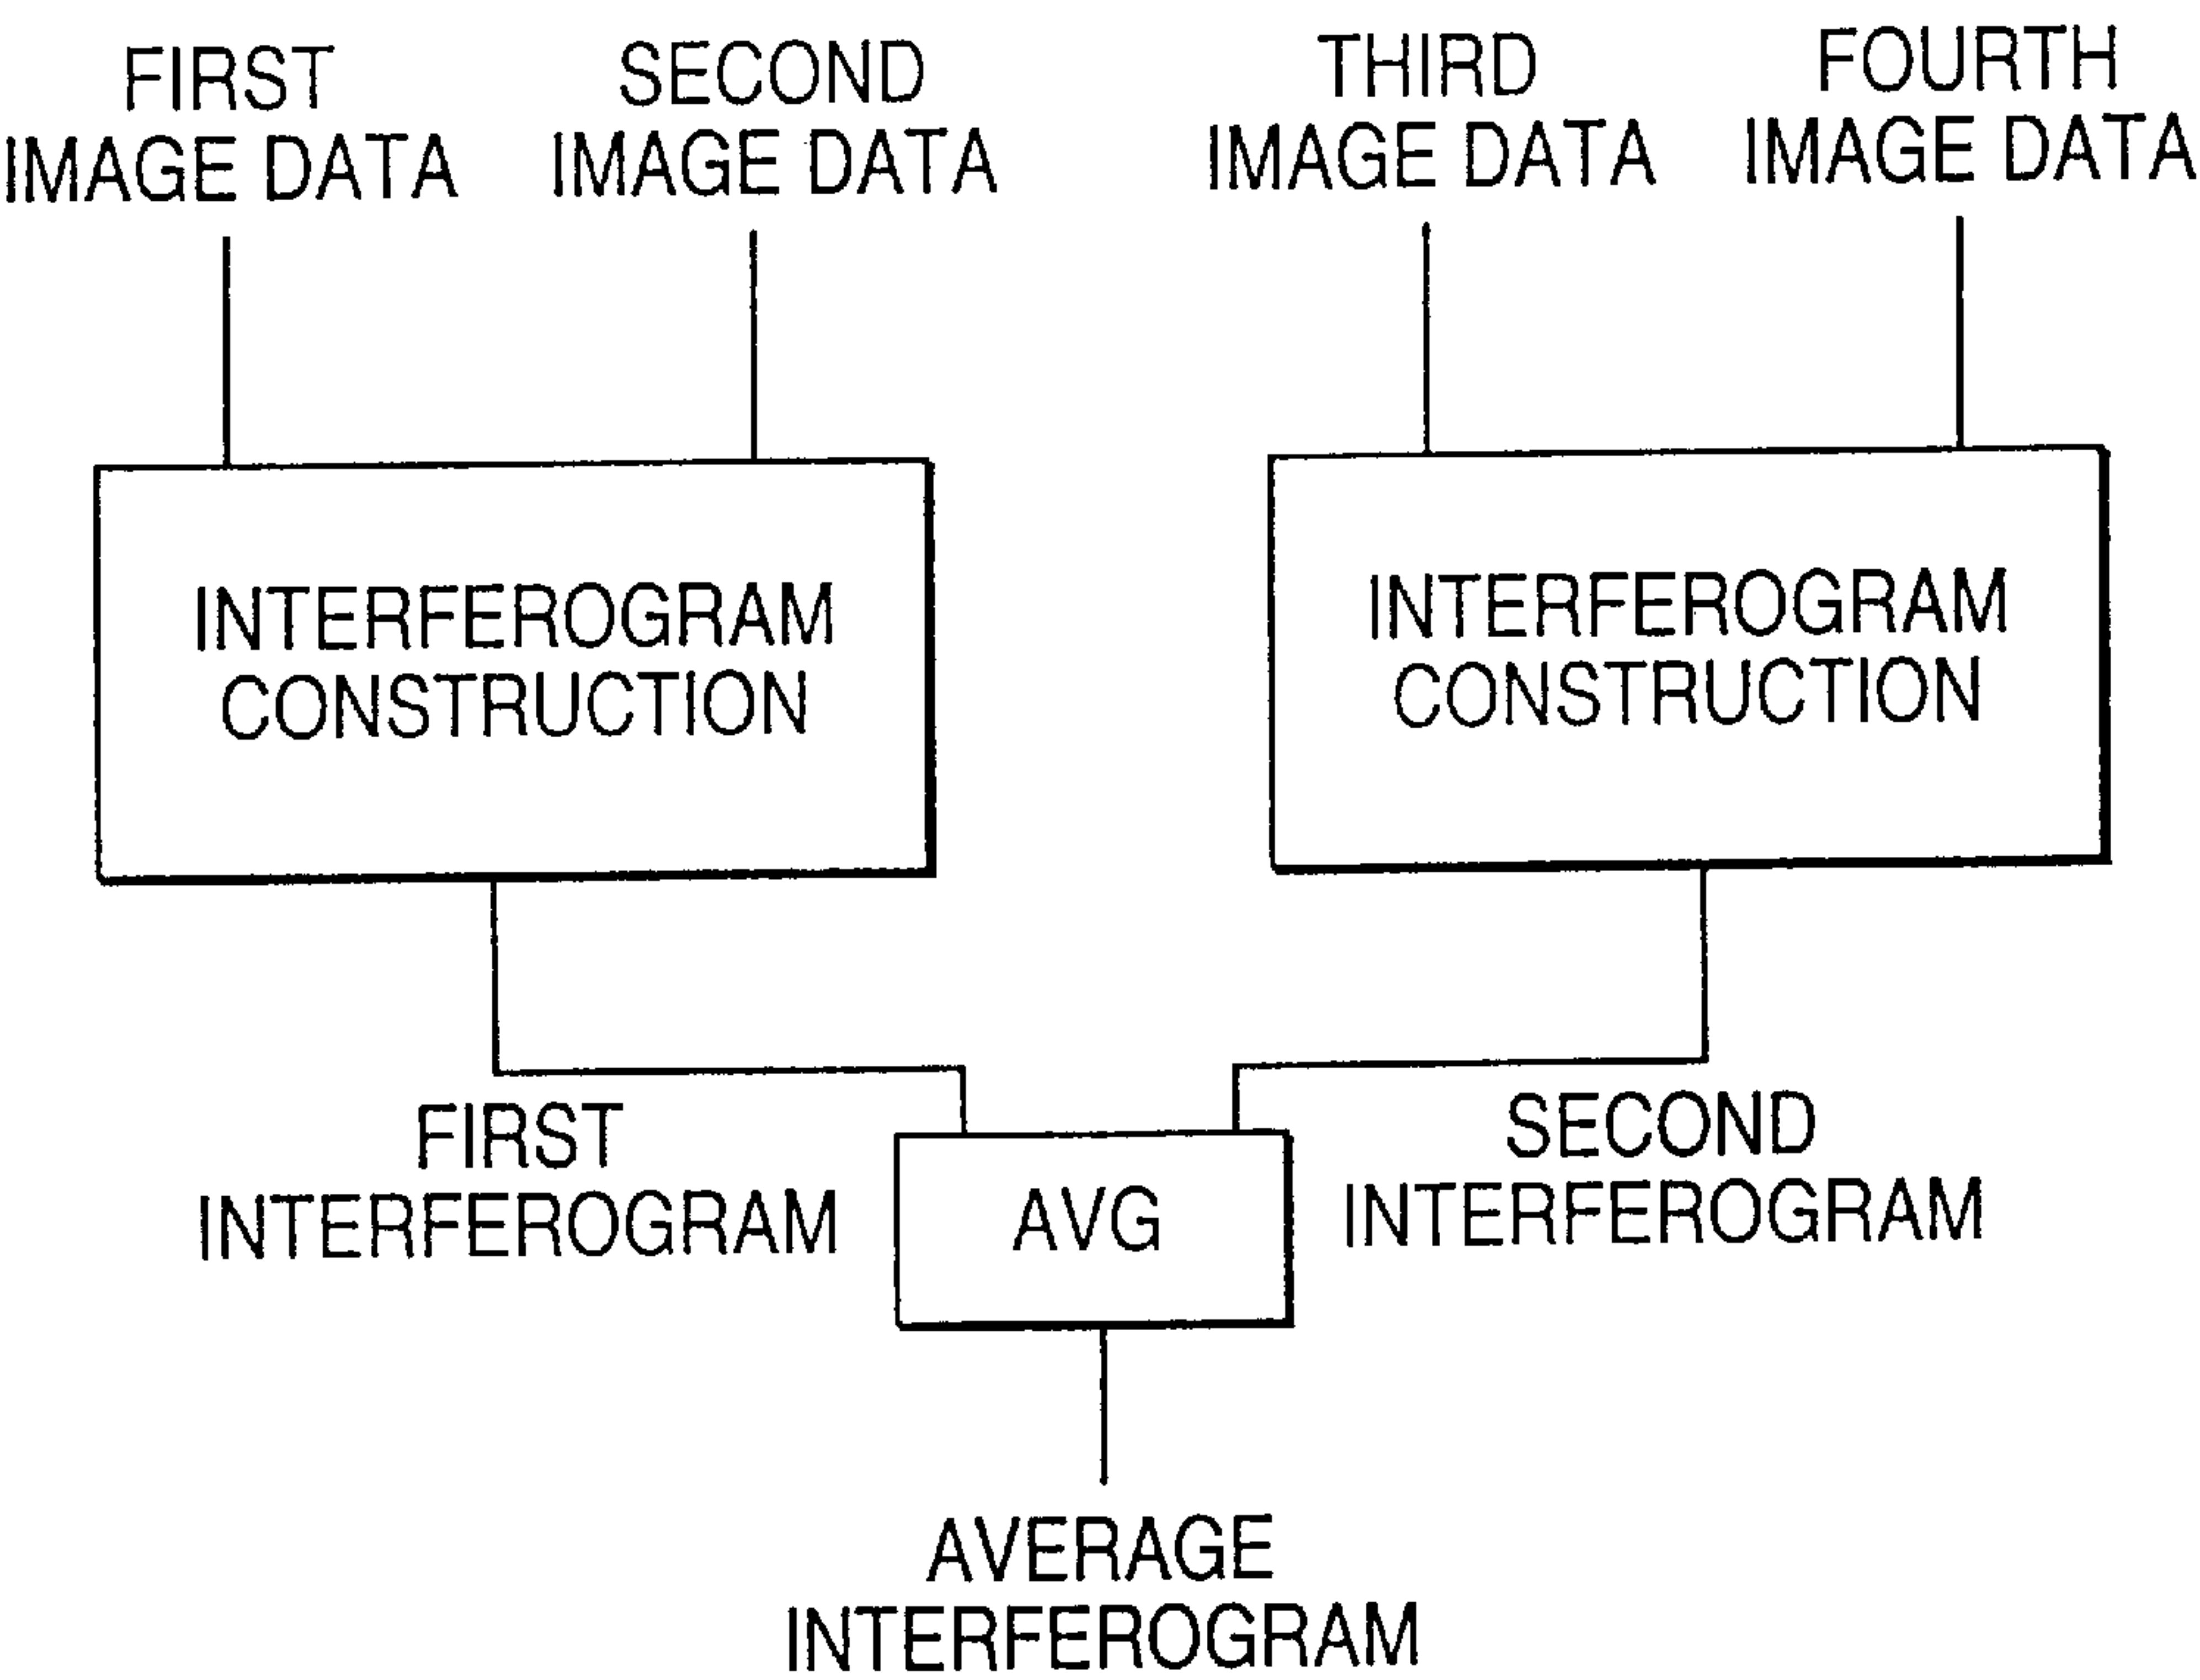 FIRST
IMAGE DATA
SECOND
IMAGE DATA
THIRD
IMAGE DATA
FOURTH
IMAGE DATA
INTERFEROGRAM
CONSTRUCTION
INTERFEROGRAM
CONSTRUCTION
FIRST
INTERFEROGRAM
AVG
SECOND
INTERFEROGRAM
AVERAGE
INTERFEROGRAM